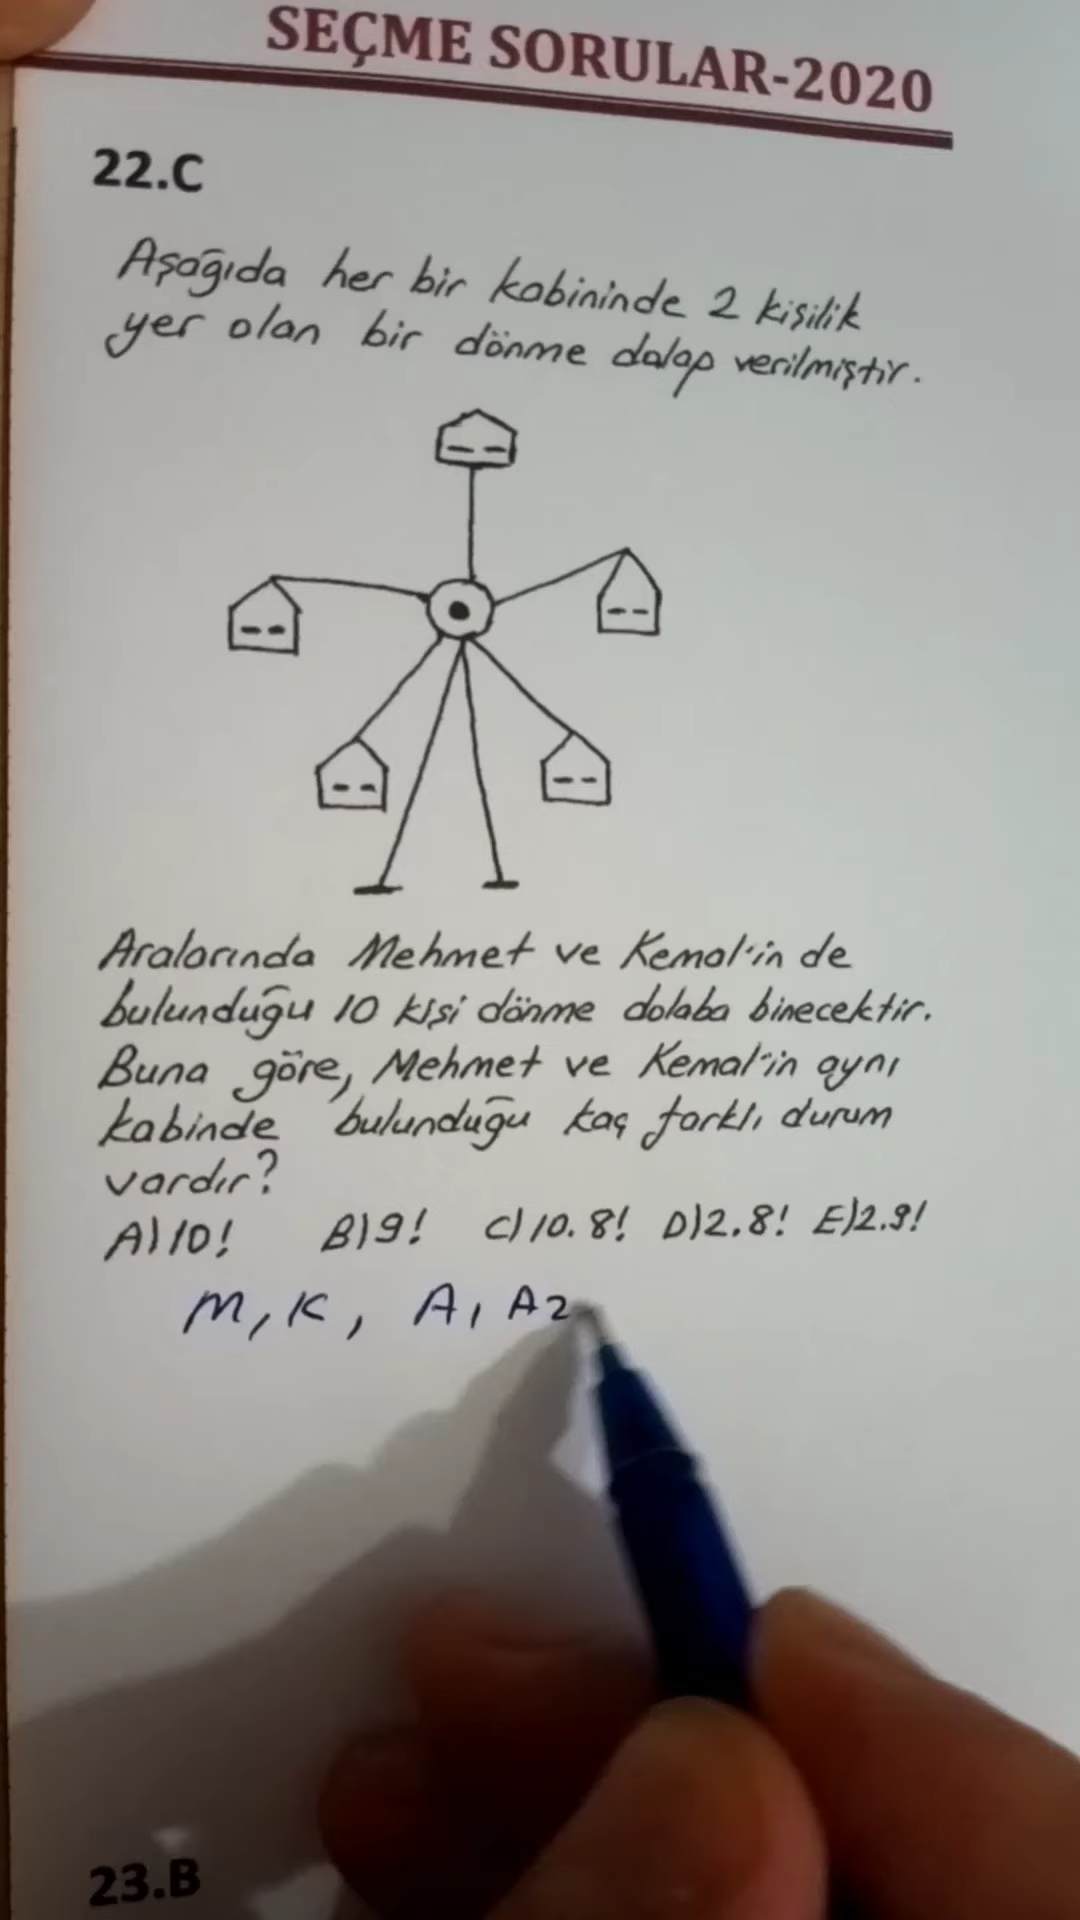 SEÇME SORULAR-2020
22.C
Aşağıda her bir kabininde 2 kişilik
yer olan bir dönme dolap verilmiştir.
Aralarında Mehmet ve Kemal'in de
bulunduğu 10 kişi dönme dolaba binecektir.
Buna göre, Mehmet ve Kemal'in aynı
kabinde bulunduğu kaç farklı durum
vardır?
A)10! B)9! C)10.8! D)2.8! E)2.9!
M, K, A1 A2
23.B